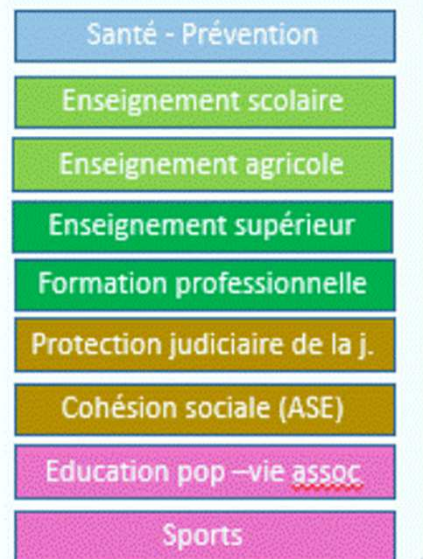 Santé - Prévention
Enseignement scolaire
Enseignement agricole
Enseignement supérieur
Formation professionnelle
Protection judiciaire de la j.
Cohésion sociale (ASE)
Education pop –vie assoc
Sports